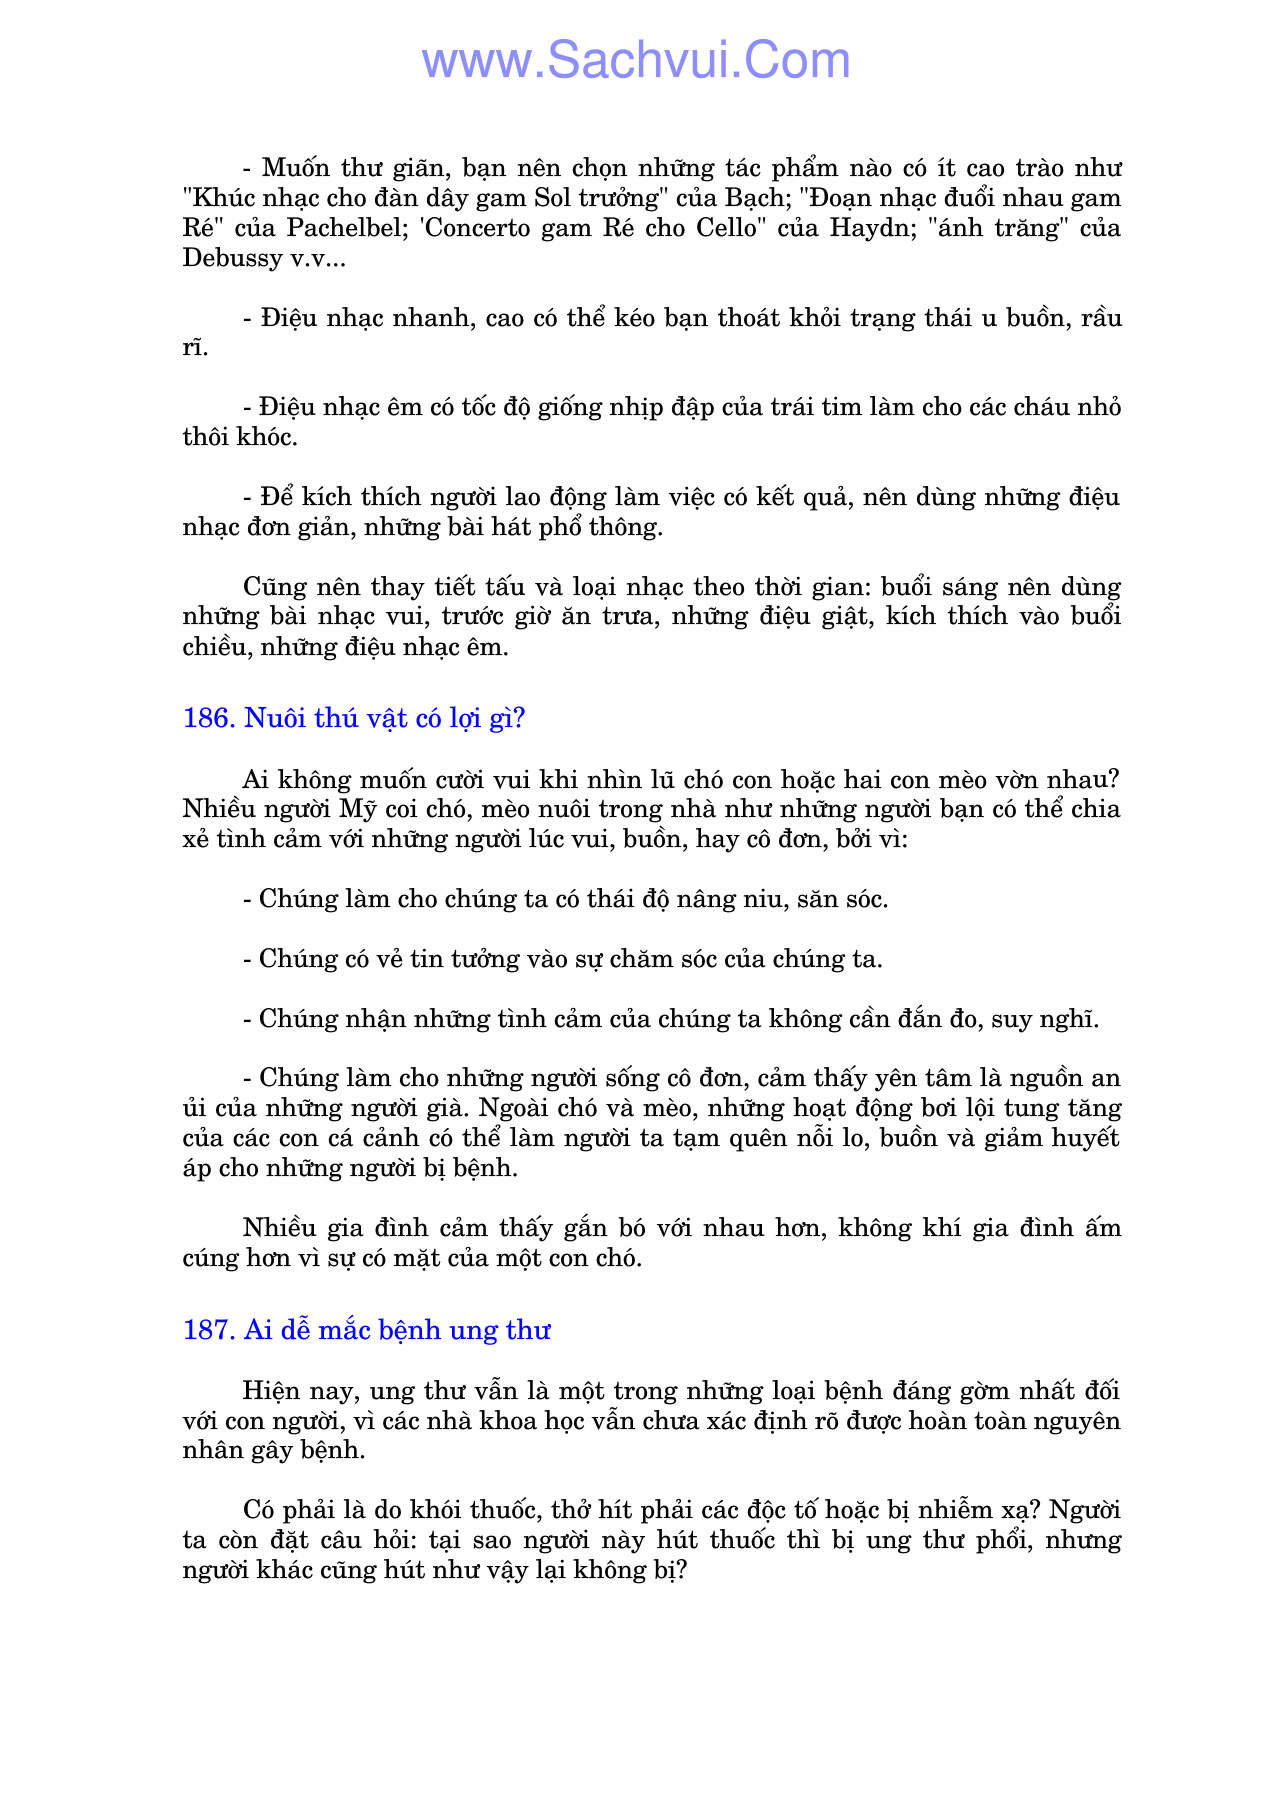 www.Sachvui.Com
- Muốn thư giãn, bạn nên chọn những tác phẩm nào có ít cao trào như
"Khúc nhạc cho đàn dây gam Sol trưởng" của Bạch; "Đoạn nhạc đuổi nhau gam
Ré" của Pachelbel; 'Concerto gam Ré cho Cello" của Haydn; "ánh trăng" của
Debussy v.v...
- Điệu nhạc nhanh, cao có thể kéo bạn thoát khỏi trạng thái u buồn, rầu
rĩ.
- Điệu nhạc êm có tốc độ giống nhịp đập của trái tim làm cho các cháu nhỏ
thôi khóc.
- Để kích thích người lao động làm việc có kết quả, nên dùng những điệu
nhạc đơn giản, những bài hát phổ thông.
Cũng nên thay tiết tấu và loại nhạc theo thời gian: buổi sáng nên dùng
những bài nhạc vui, trước giờ ăn trưa, những điệu giật, kích thích vào buổi
chiều, những điệu nhạc êm.
186. Nuôi thú vật có lợi gì?
Ai không muốn cười vui khi nhìn lũ chó con hoặc hai con mèo vờn nhau?
Nhiều người Mỹ coi chó, mèo nuôi trong nhà như những người bạn có thể chia
xẻ tình cảm với những người lúc vui, buồn, hay cô đơn, bởi vì:
- Chúng làm cho chúng ta có thái độ nâng niu, săn sóc.
- Chúng có vẻ tin tưởng vào sự chăm sóc của chúng ta.
- Chúng nhận những tình cảm của chúng ta không cần đắn đo, suy nghĩ.
- Chúng làm cho những người sống cô đơn, cảm thấy yên tâm là nguồn an
ủi của những người già. Ngoài chó và mèo, những hoạt động bơi lội tung tăng
của các con cá cảnh có thể làm người ta tạm quên nỗi lo, buồn và giảm huyết
áp cho những người bị bệnh.
Nhiều gia đình cảm thấy gắn bó với nhau hơn, không khí gia đình ấm
cúng hơn vì sự có mặt của một con chó.
187. Ai dễ mắc bệnh ung thư
Hiện nay, ung thư vẫn là một trong những loại bệnh đáng gờm nhất đối
với con người, vì các nhà khoa học vẫn chưa xác định rõ được hoàn toàn nguyên
nhân gây bệnh.
Có phải là do khói thuốc, thở hít phải các độc tố hoặc bị nhiễm xạ? Người
ta còn đặt câu hỏi: tại sao người này hút thuốc thì bị ung thư phổi, nhưng
người khác cũng hút như vậy lại không bị?